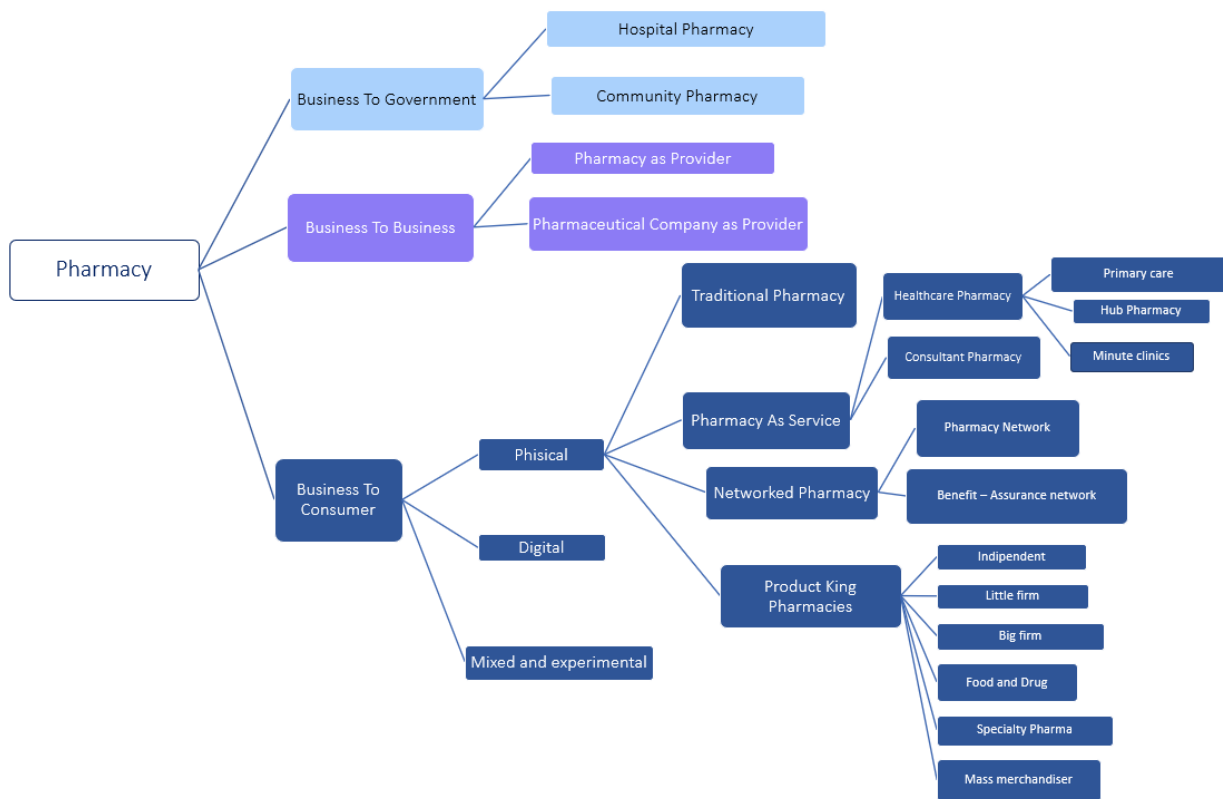 Pharmacy
Business To Government
Hospital Pharmacy
Community Pharmacy
Business To Business
Pharmacy as Provider
Pharmaceutical Company as Provider
Business To
Consumer
Phisical
Traditional Pharmacy
Pharmacy As Service
Healthcare Pharmacy
Primary care
Hub Pharmacy
Minute clinics
Consultant Pharmacy
Networked Pharmacy
Pharmacy Network
Benefit – Assurance network
Product King
Pharmacies
Indipendent
Little firm
Big firm
Food and Drug
Specialty Pharma
Mass merchandiser
Digital
Mixed and experimental